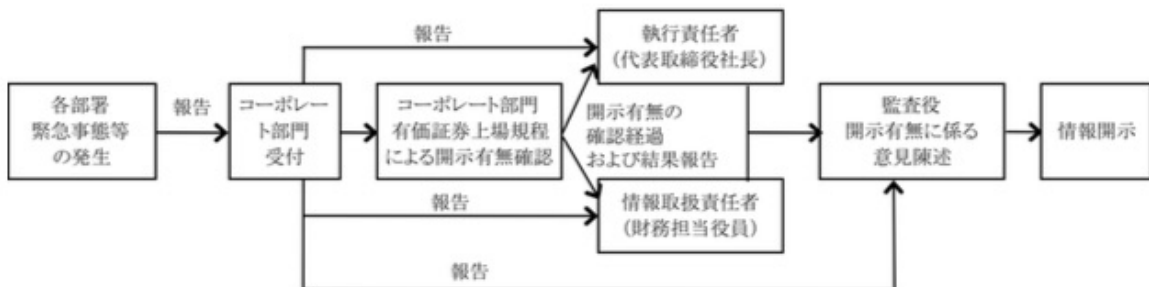 報告
執行責任者
(代表取締役社長)
各部署
緊急事態等
の発生
報告
コーポレー
ト部門
受付
コーポレート部門
有価証券上場規程
による開示有無確認
開示有無の
確認経過
および結果報告
監査役
開示有無に係る
意見陳述
情報開示
報告
情報取扱責任者
(財務担当役員)
報告